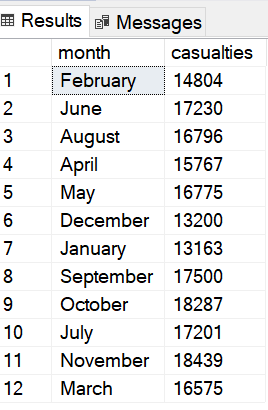 Results Messages
month casualties
1 February 14804
2 June 17230
3 August 16796
4 April 15767
5 May 16775
6 December 13200
7 January 13163
8 September 17500
9 October 18287
10 July 17201
11 November 18439
12 March 16575